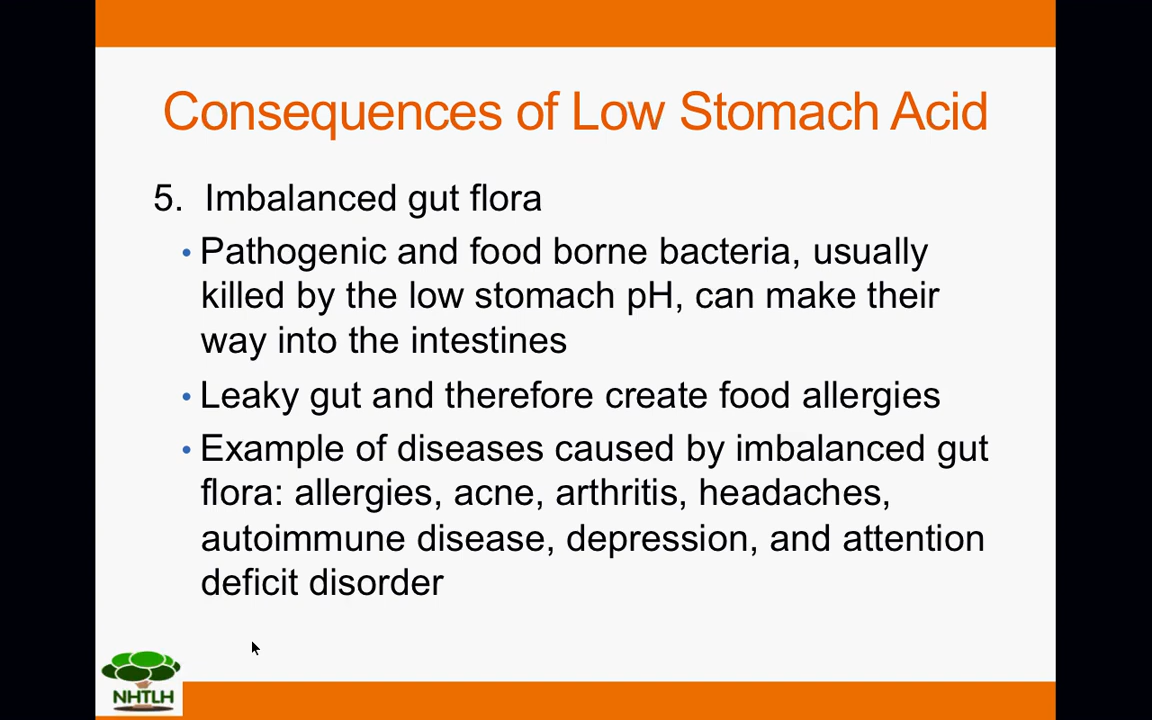 Consequences of Low Stomach Acid
5. Imbalanced gut flora
• Pathogenic and food borne bacteria, usually
killed by the low stomach pH, can make their
way into the intestines
• Leaky gut and therefore create food allergies
• Example of diseases caused by imbalanced gut
flora: allergies, acne, arthritis, headaches,
autoimmune disease, depression, and attention
deficit disorder
NHTLH